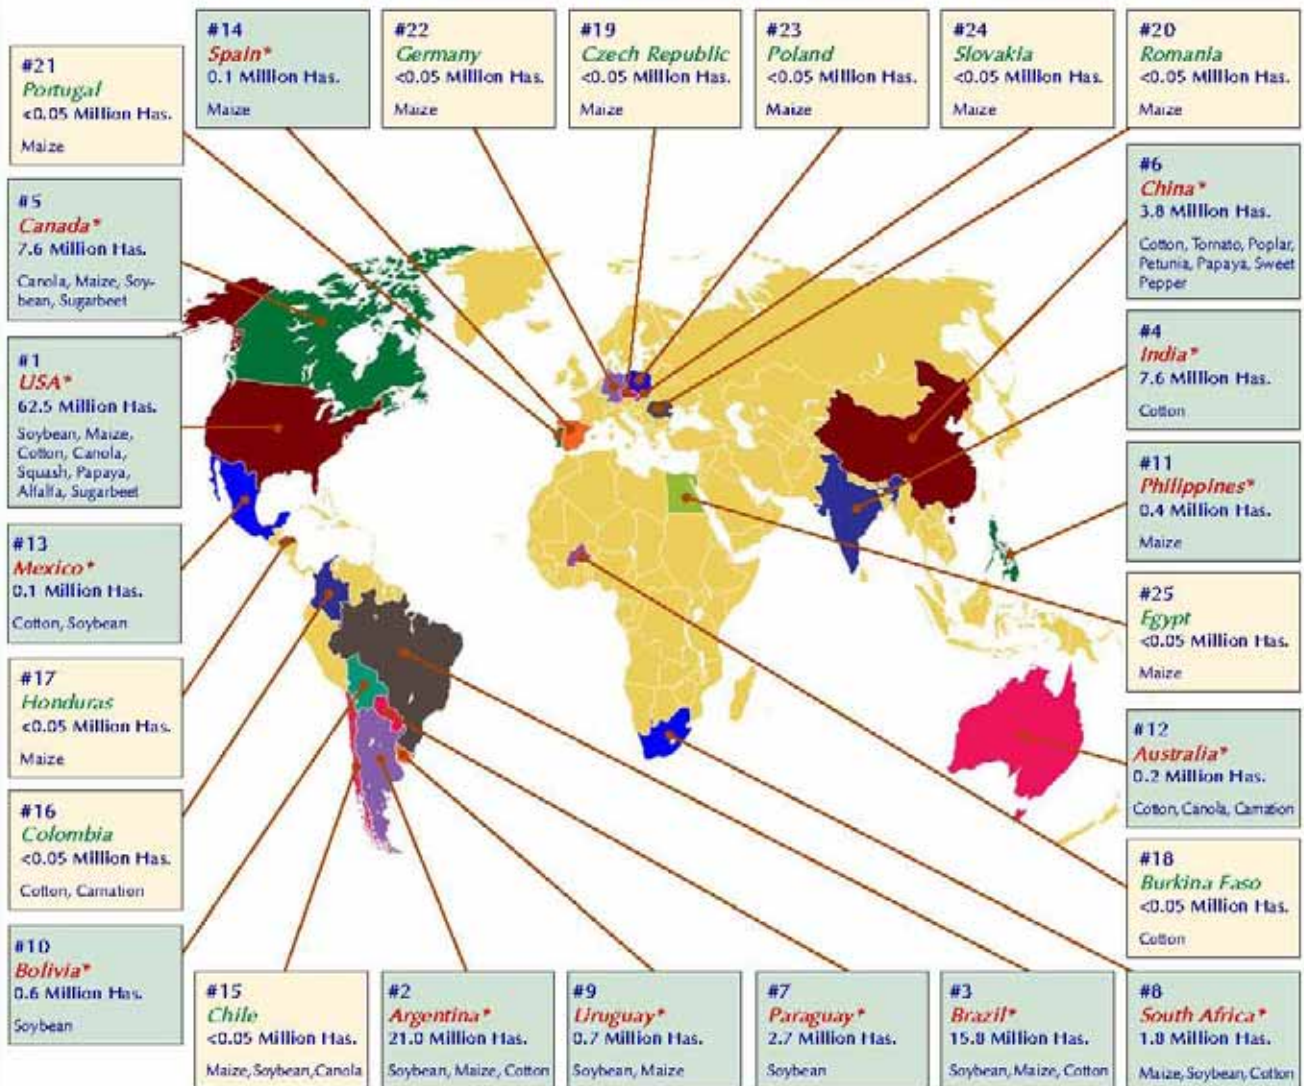 #14
Spain*
0.1 Million Has.
Maize
#22
Germany
<0.05 Million Has.
Maize
#19
Czech Republic
<0.05 Million Has.
Maize
#23
Poland
<0.05 Million Has.
Maize
#24
Slovakia
<0.05 Million Has.
Maize
#20
Romania
<0.05 Million Has.
Maize
#21
Portugal
<0.05 Million Has.
Maize
#5
Canada*
7.6 Million Has.
Canola, Maize, Soy-
bean, Sugarbeet
#1
USA*
62.5 Million Has.
Soybean, Maize,
Cotton, Canola,
Squash, Papaya,
Alfalfa, Sugarbeet
#13
Mexico*
0.1 Million Has.
Cotton, Soybean
#17
Honduras
<0.05 Million Has.
Maize
#16
Colombia
<0.05 Million Has.
Cotton, Carnation
#10
Bolivia*
0.6 Million Has.
Soybean
#6
China*
3.8 Million Has.
Cotton, Tomato, Poplar,
Petunia, Papaya, Sweet
Pepper
#4
India*
7.6 Million Has.
Cotton
#11
Philippines*
0.4 Million Has.
Maize
#25
Egypt
<0.05 Million Has.
Maize
#12
Australia*
0.2 Million Has.
Cotton, Canola, Carnation
#18
Burkina Faso
<0.05 Million Has.
Cotton
#15
Chile
<0.05 Million Has.
Maize, Soybean, Canola
#2
Argentina*
21.0 Million Has.
Soybean, Maize, Cotton
#9
Uruguay*
0.7 Million Has.
Soybean, Maize
#7
Paraguay*
2.7 Million Has.
Soybean
#3
Brazil*
15.8 Million Has.
Soybean, Maize, Cotton
#8
South Africa*
1.8 Million Has.
Maize, Soybean, Cotton